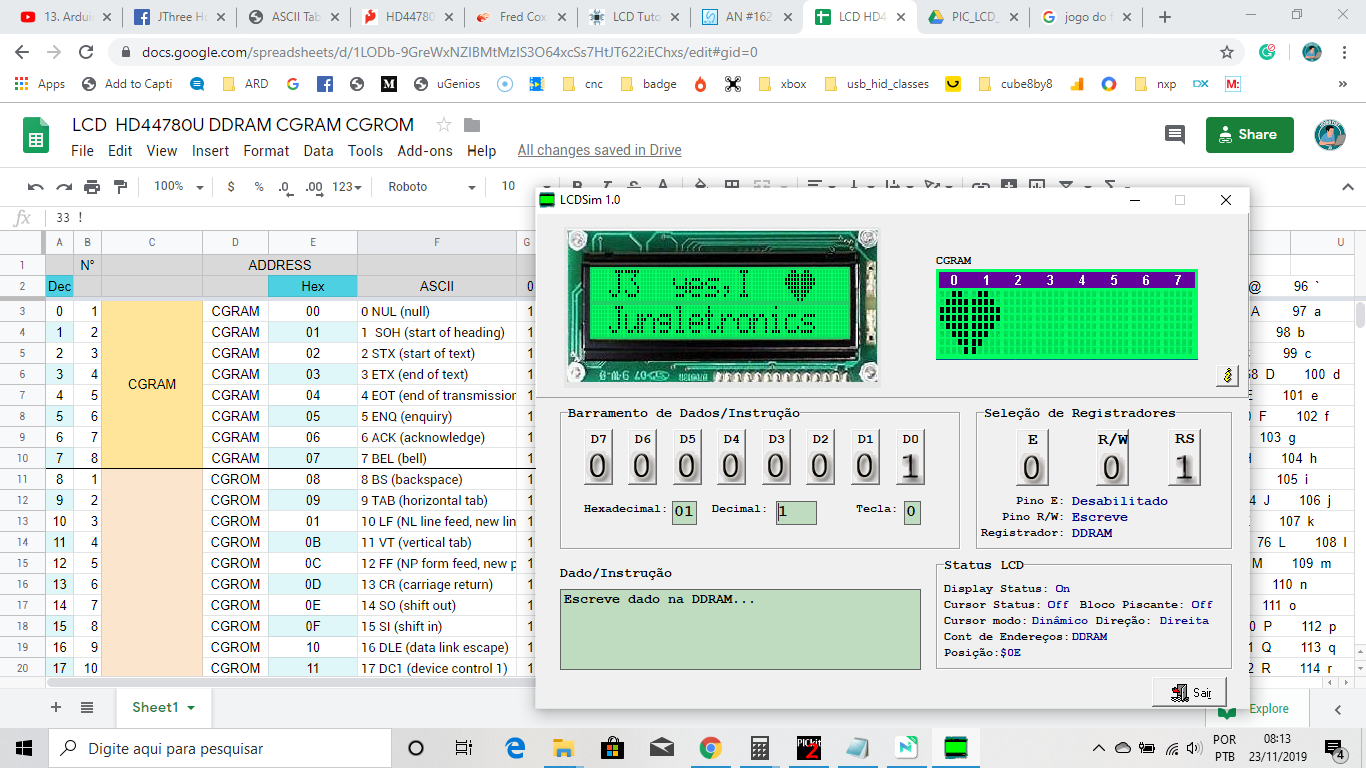 13. Arduin
JThree Ho
ASCII Tab
HD44780
Fred Cox
LCD Tuto
AN #162
LCD HD4
PIC_LCD_
jogo do f
docs.google.com/spreadsheets/d/1LODb-9GreWxNZIBMtMzIS3O64xcSs7HtJT622iEChxs/edit#gid=0
Apps
Add to Capti
ARD
uGenios
cnc
badge
xbox
usb_hid_classes
cube8by8
nxp
LCD HD44780U DDRAM CGRAM CGROM
File Edit View Insert Format Data Tools Add-ons Help All changes saved in Drive
Share
100% $ % .0 .00 123 Roboto 10
fx 33 !
A B C D E F G U
1 N° ADDRESS
2 Dec Hex ASCII 0 @ 96 `
3 0 1 CGRAM 00 0 NUL (null) 1 A 97 a
4 1 2 CGRAM 01 1 SOH (start of heading) 1 98 b
5 2 3 CGRAM 02 2 STX (start of text) 1 99 c
6 3 4 CGRAM 03 3 ETX (end of text) 1 68 D 100 d
CGRAM
7 4 5 CGRAM 04 4 EOT (end of transmission 1 101 e
8 5 6 CGRAM 05 5 ENQ (enquiry) 1 F 102 f
9 6 7 CGRAM 06 6 ACK (acknowledge) 1 103 g
10 7 8 CGRAM 07 7 BEL (bell) 1 104 h
11 8 1 CGROM 08 8 BS (backspace) 1 105 i
12 9 2 CGROM 09 9 TAB (horizontal tab) 1 J 106 j
13 10 3 CGROM 01 10 LF (NL line feed, new lin 1 107 k
14 11 4 CGROM 0B 11 VT (vertical tab) 1 76 L 108 l
15 12 5 CGROM 0C 12 FF (NP form feed, new p 1 M 109 m
16 13 6 CGROM 0D 13 CR (carriage return) 1 110 n
17 14 7 CGROM 0E 14 SO (shift out) 1 111 o
18 15 8 CGROM 0F 15 SI (shift in) 1 0 P 112 p
19 16 9 CGROM 10 16 DLE (data link escape) 1 Q 113 q
20 17 10 CGROM 11 17 DC1 (device control 1) 1 2 R 114 r
Sheet1
Explore
LCDSim 1.0
J3 yes,I
Jungletronics
CGRAM
0 1 2 3 4 5 6 7
Barramento de Dados/Instrução
D7 D6 D5 D4 D3 D2 D1 D0
0 0 0 0 0 0 0 1
Hexadecimal: 01 Decimal: 1 Tecla: 0
Seleção de Registradores
E R/W RS
0 0 1
Pino E: Desabilitado
Pino R/W: Escreve
Registrador: DDRAM
Dado/Instrução
Escreve dado na DDRAM...
Status LCD
Display Status: On
Cursor Status: Off Bloco Piscante: Off
Cursor modo: Dinâmico Direção: Direita
Cont de Endereços: DDRAM
Posição:$0E
Sair
Digite aqui para pesquisar
PICkit
2
POR
PTB
08:13
23/11/2019
4